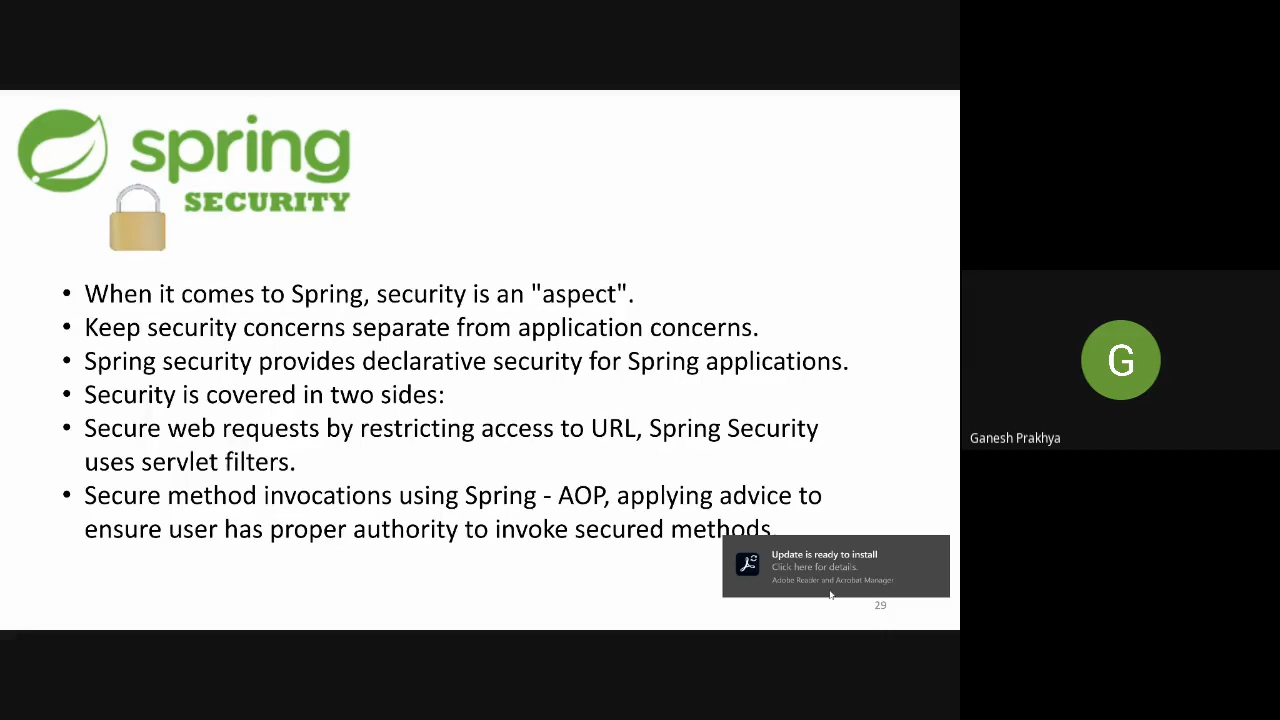 spring
SECURITY
• When it comes to Spring, security is an "aspect".
• Keep security concerns separate from application concerns.
• Spring security provides declarative security for Spring applications.
• Security is covered in two sides:
• Secure web requests by restricting access to URL, Spring Security
uses servlet filters.
• Secure method invocations using Spring - AOP, applying advice to
ensure user has proper authority to invoke secured methods.
Update is ready to install
Click here for details.
Adobe Reader and Acrobat Manager
29
G
Ganesh Prakhya